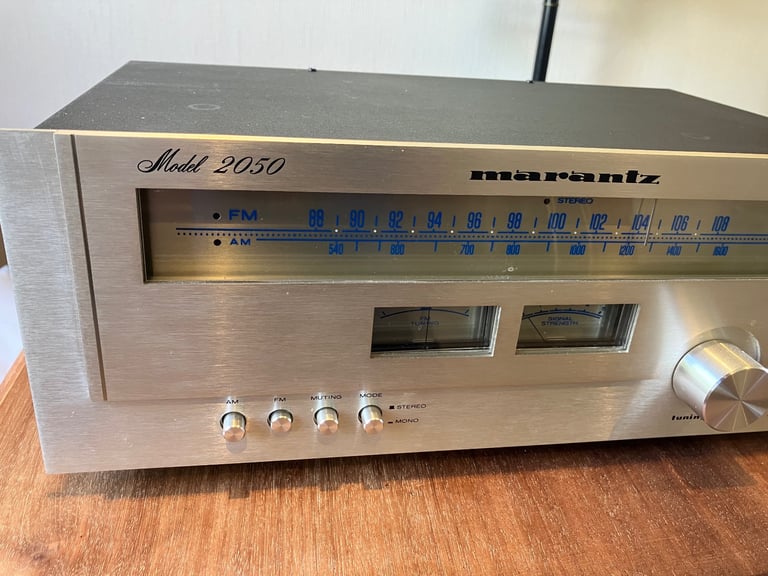 Model 2050
marantz
STEREO
FM 88 90 92 94 96 98 100 102 104 106 108
AM 540 600 700 800 1000 1200 1400 1600
FM
TUNING
SIGNAL
STRENGTH
AM FM MUTING MODE
STEREO
MONO
tunin